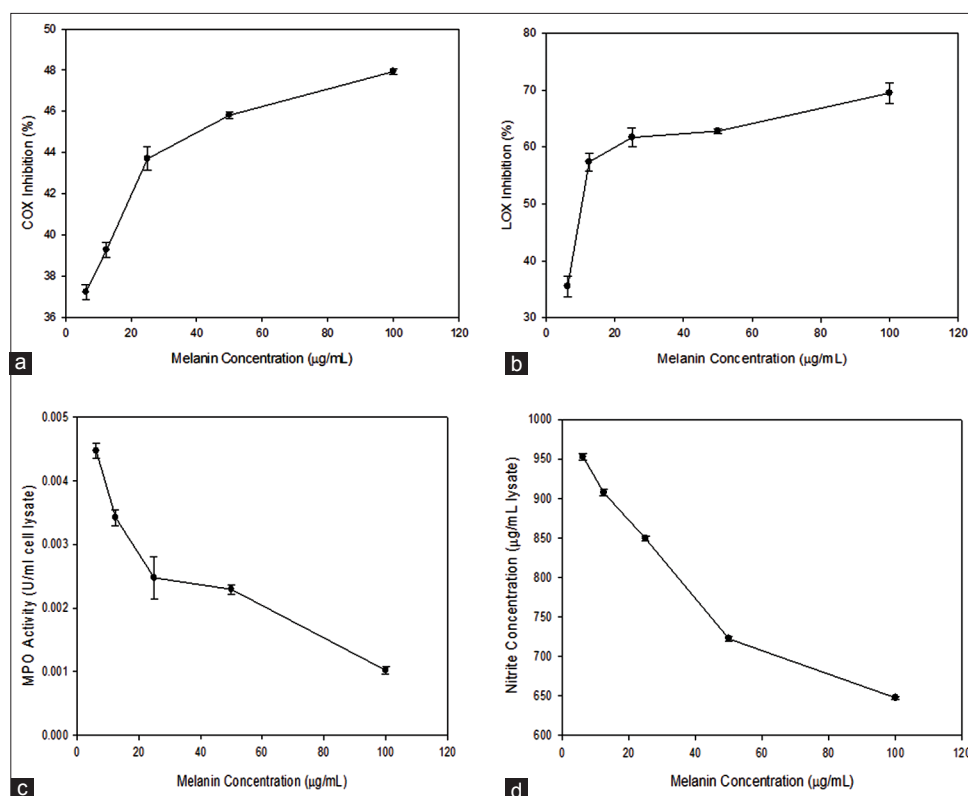 50
48
46
44
42
40
38
36
COX Inhibition (%)
0 20 40 60 80 100 120
Melanin Concentration (µg/mL)
a
80
70
60
50
40
30
LOX Inhibition (%)
0 20 40 60 80 100 120
Melanin Concentration (µg/mL)
b
0.005
0.004
0.003
0.002
0.001
0.000
MPO Activity (U/ml cell lysate)
0 20 40 60 80 100 120
Melanin Concentration (µg/mL)
c
1000
950
900
850
800
750
700
650
600
Nitrite Concentration (µg/mL lysate)
0 20 40 60 80 100 120
Melanin Concentration (µg/mL)
d